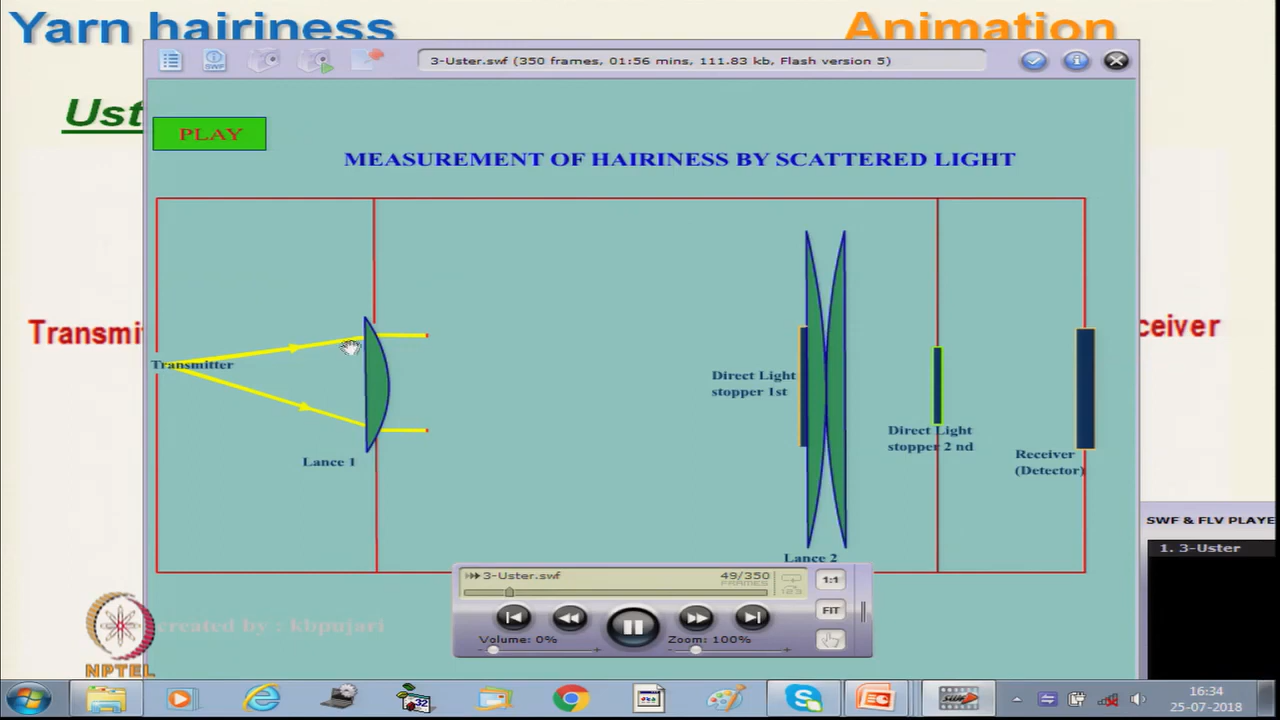 Yarn hairiness
Animation
3-Uster.swf (350 frames, 01:56 mins, 111.83 kb, Flash version 5)
SWF
Ust
PLAY
MEASUREMENT OF HAIRINESS BY SCATTERED LIGHT
Transmi
ceiver
Transmitter
Direct Light
stopper 1st
Direct Light
stopper 2 nd
Lance 1
Receiver
(Detector)
Lance 2
SWF & FLV PLAYE
1. 3-Uster
3-Uster.swf
49/350
FRAMES
1:1
FIT
Volume: 0%
Zoom: 100%
created by : kbpujari
NPTEL
32
16:34
25-07-2018